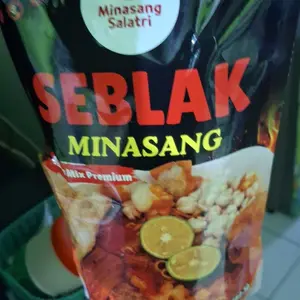 Minasang
Salatri
SEBLAK
MINASANG
Mix Premium